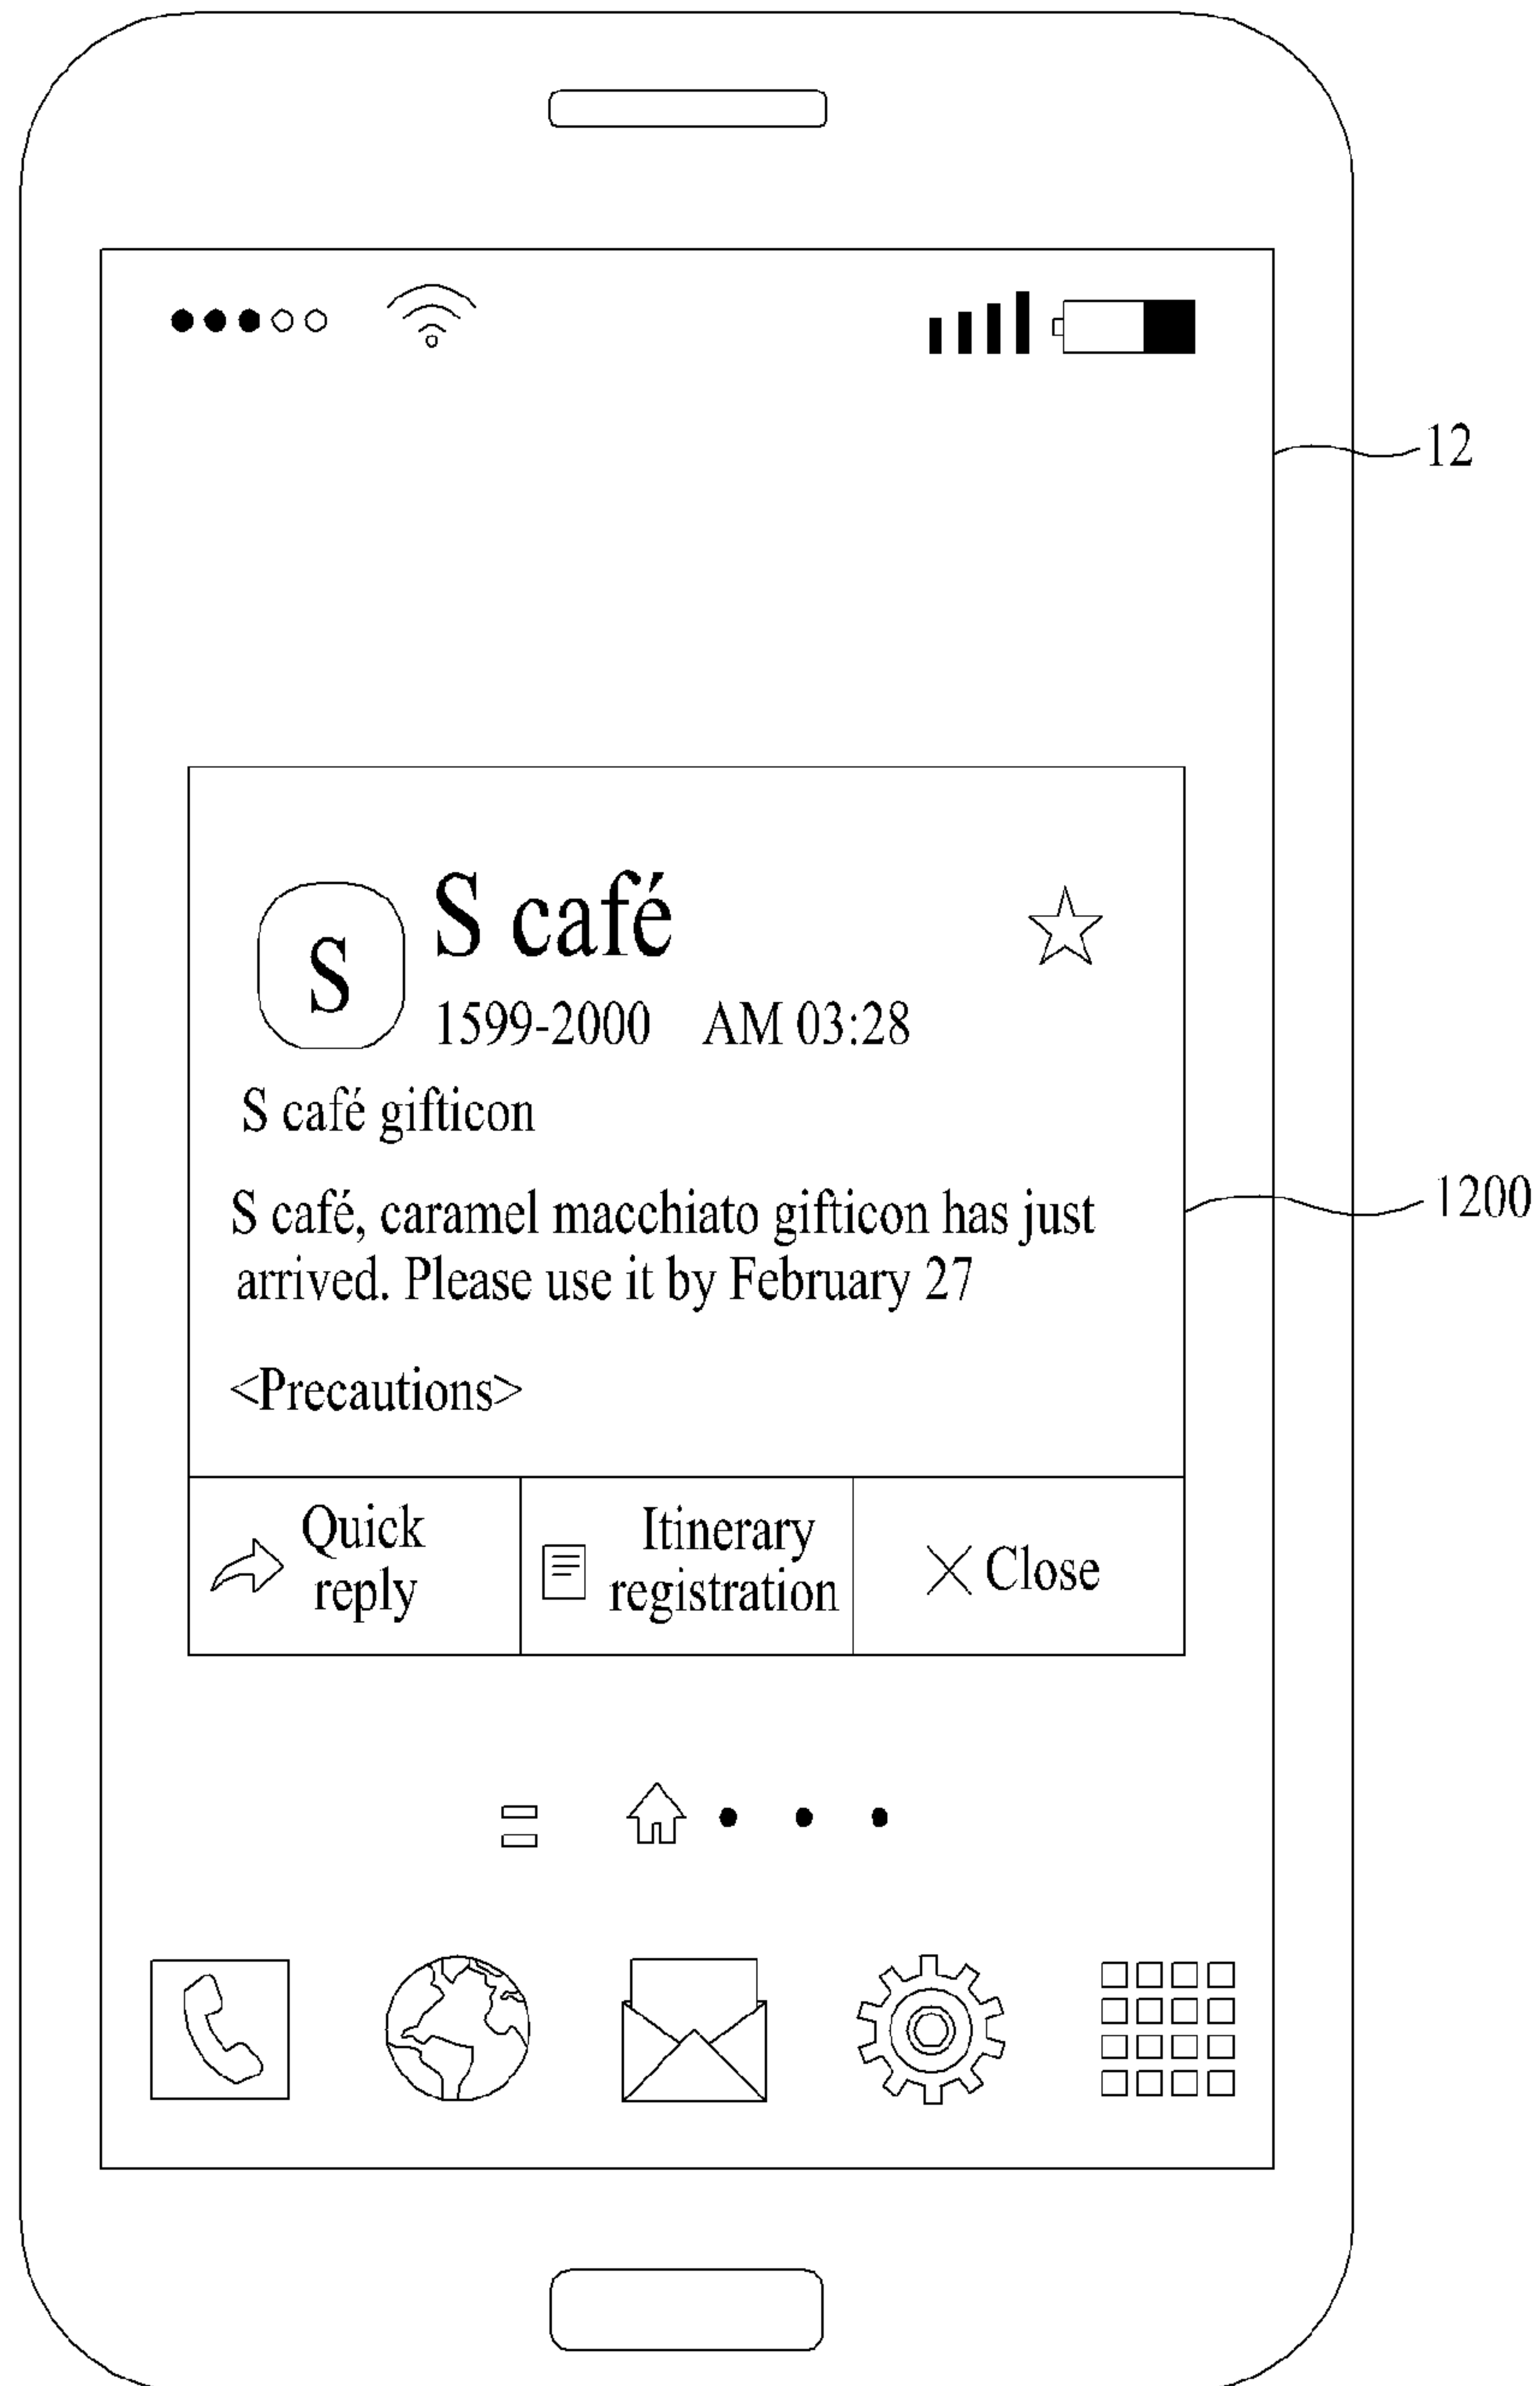 12
S café
S
1599-2000 AM 03:28
S café gifticon
S café, caramel macchiato gifticon has just
arrived. Please use it by February 27
1200
<Precautions>
Quick
reply
Itinerary
registration
Close